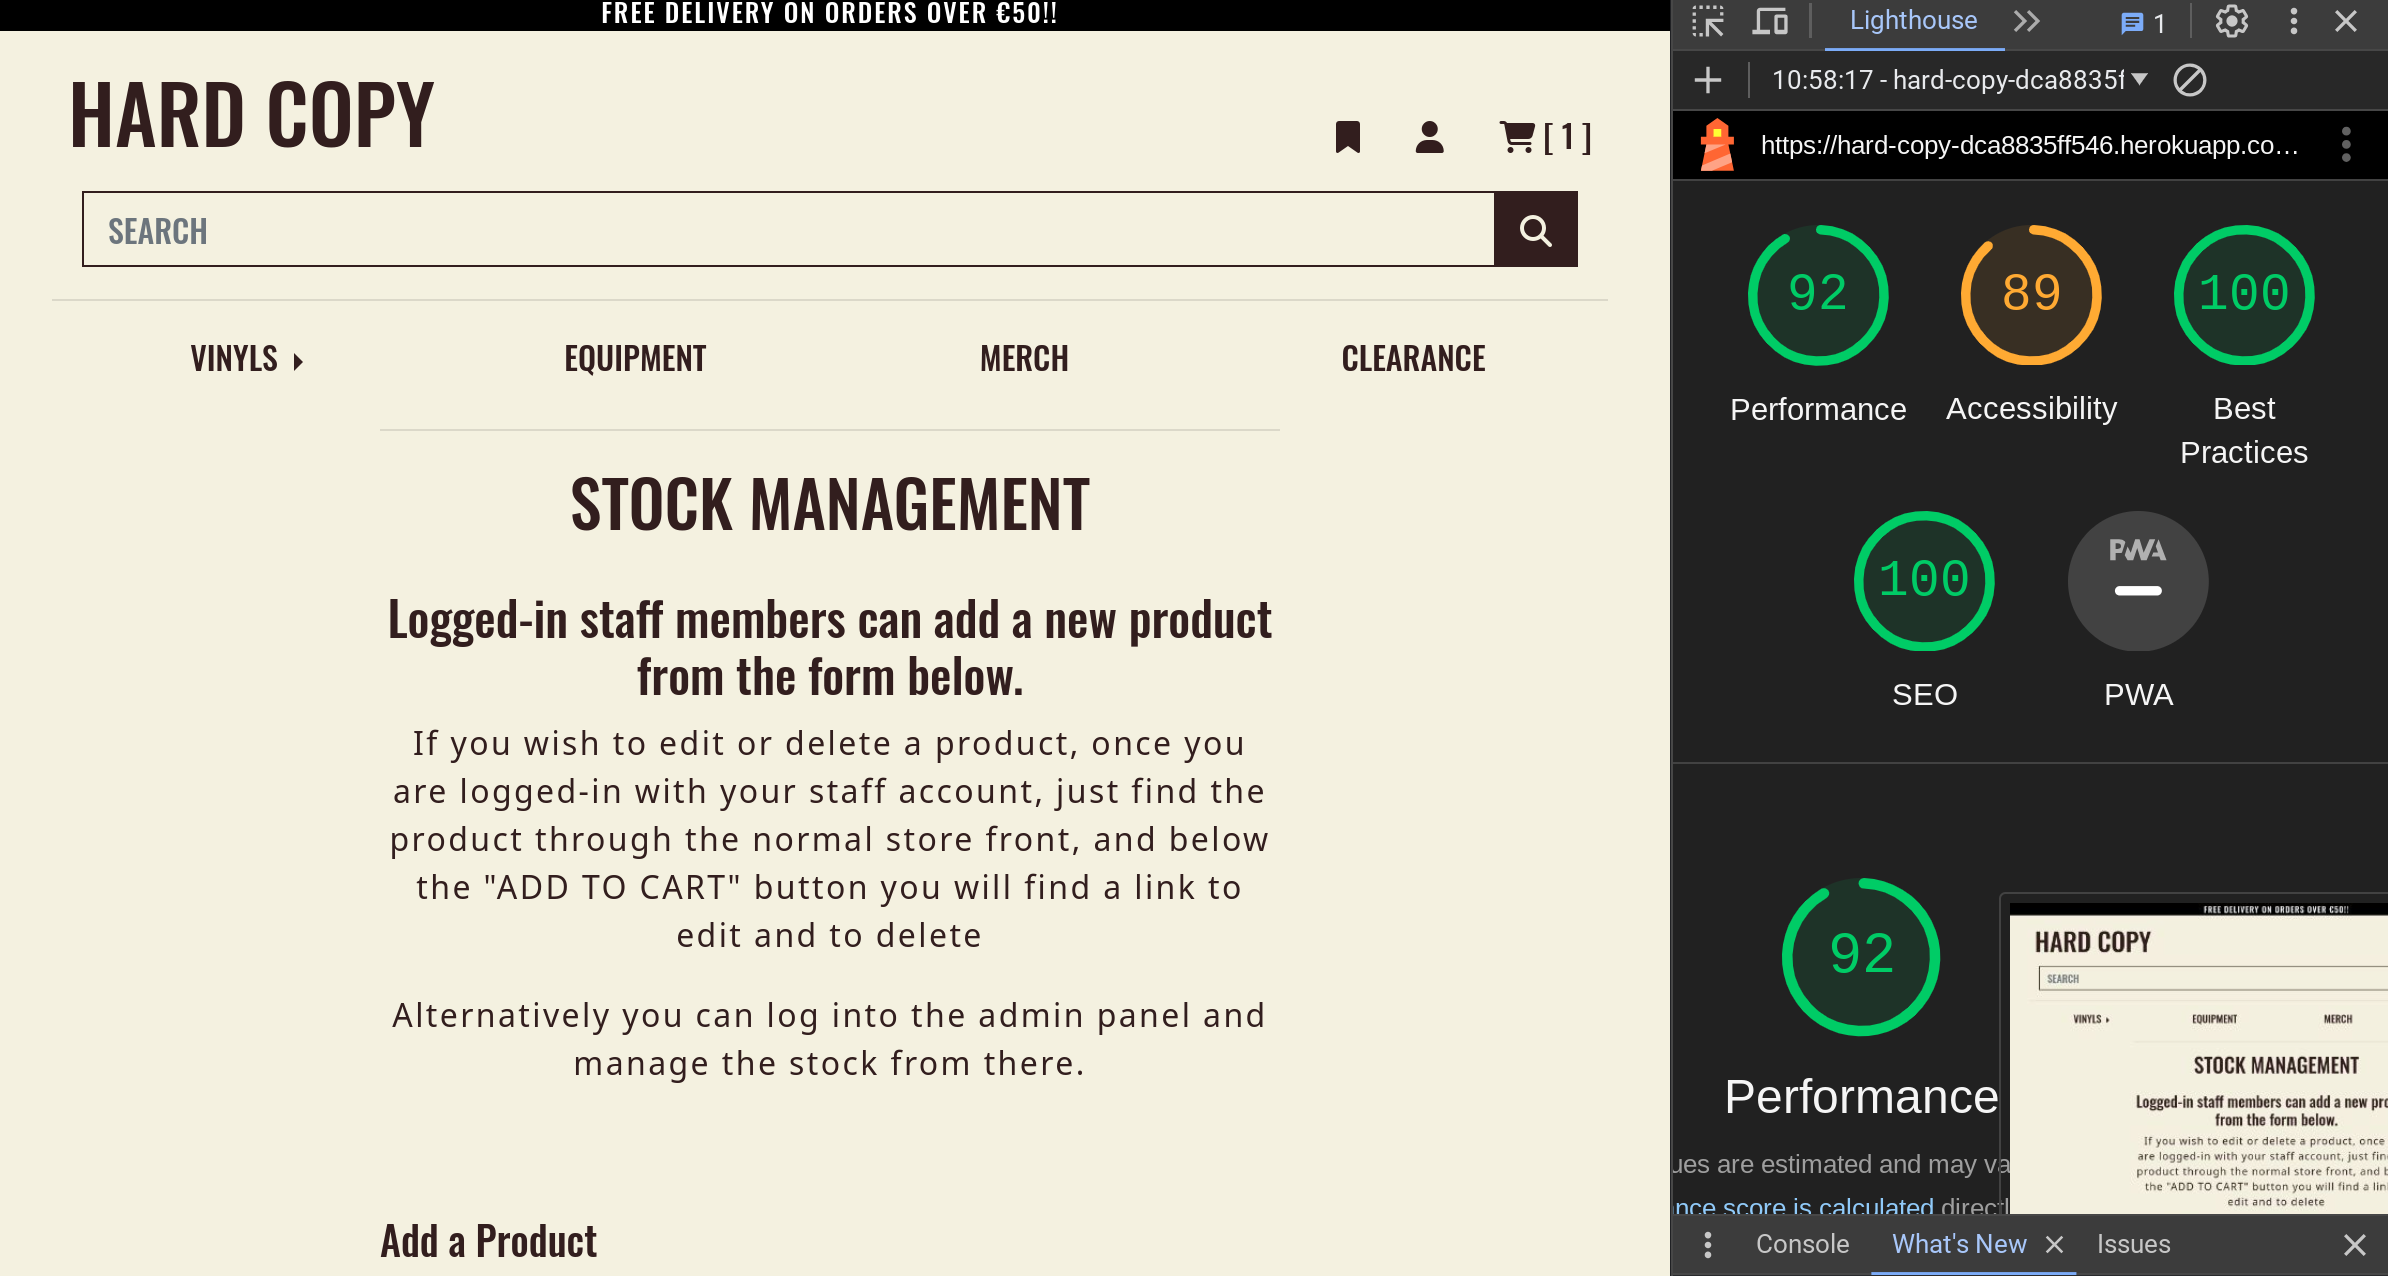 FREE DELIVERY ON ORDERS OVER €50!!
HARD COPY
[ 1 ]
SEARCH
VINYLS
EQUIPMENT
MERCH
CLEARANCE
STOCK MANAGEMENT
Logged-in staff members can add a new product
from the form below.
If you wish to edit or delete a product, once you
are logged-in with your staff account, just find the
product through the normal store front, and below
the "ADD TO CART" button you will find a link to
edit and to delete
Alternatively you can log into the admin panel and
manage the stock from there.
Add a Product
Lighthouse
1
10:58:17 - hard-copy-dca8835f
https://hard-copy-dca8835ff546.herokuapp.co…
92
Performance
89
Accessibility
100
Best
Practices
100
SEO
PWA
PWA
92
Performance
ues are estimated and may va
nce score is calculated directl
FREE DELIVERY ON ORDERS OVER €50!!
HARD COPY
SEARCH
VINYLS
EQUIPMENT
MERCH
STOCK MANAGEMENT
Logged-in staff members can add a new pro
from the form below.
If you wish to edit or delete a product, once
are logged-in with your staff account, just fin
product through the normal store front, and b
the "ADD TO CART" button you will find a lin
edit and to delete
Console
What's New
Issues